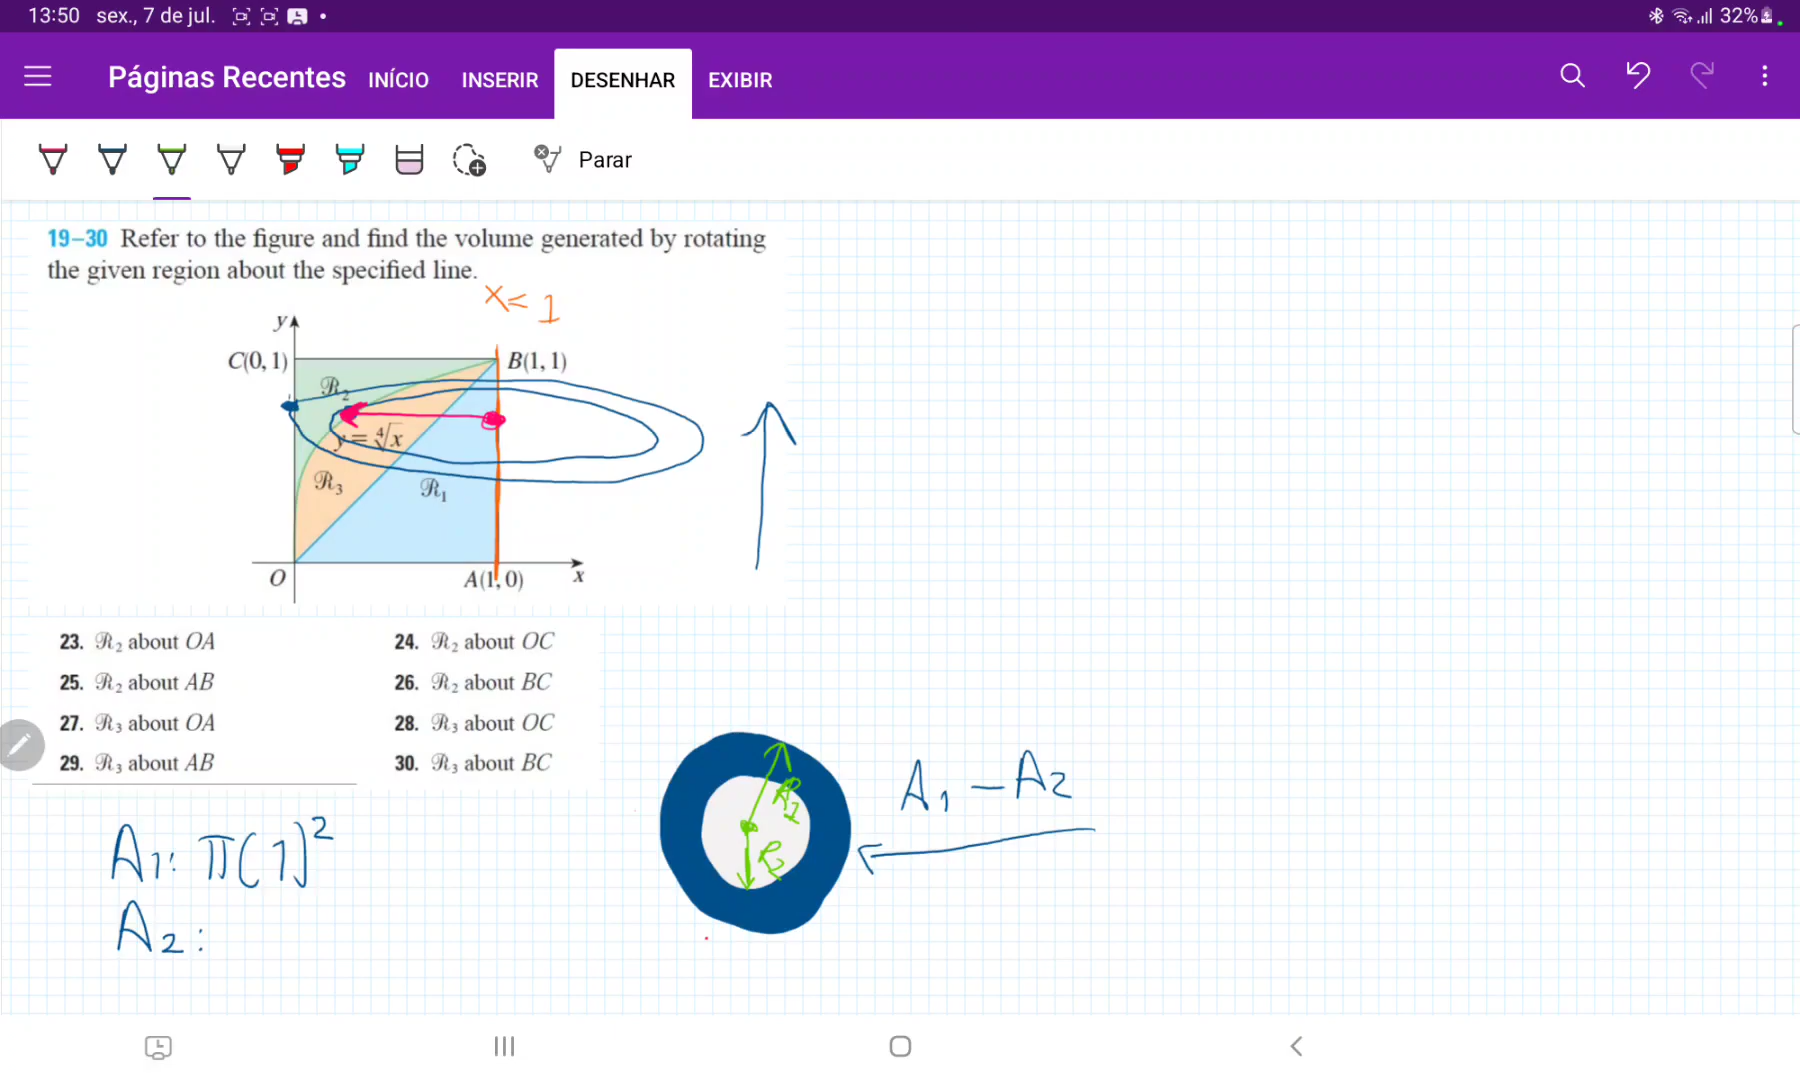 13:50 sex., 7 de jul. 32%
Páginas Recentes INÍCIO INSERIR DESENHAR EXIBIR
Parar
19–30 Refer to the figure and find the volume generated by rotating
the given region about the specified line.
x = 1
y
C(0, 1) B(1, 1)
ℛ₂
y = ∜x
ℛ₃ ℛ₁
O A(1, 0) x
23. ℛ₂ about OA 24. ℛ₂ about OC
25. ℛ₂ about AB 26. ℛ₂ about BC
27. ℛ₃ about OA 28. ℛ₃ about OC
29. ℛ₃ about AB 30. ℛ₃ about BC
A₁ – A₂
R₁
A₁: π(1)²
A₂: